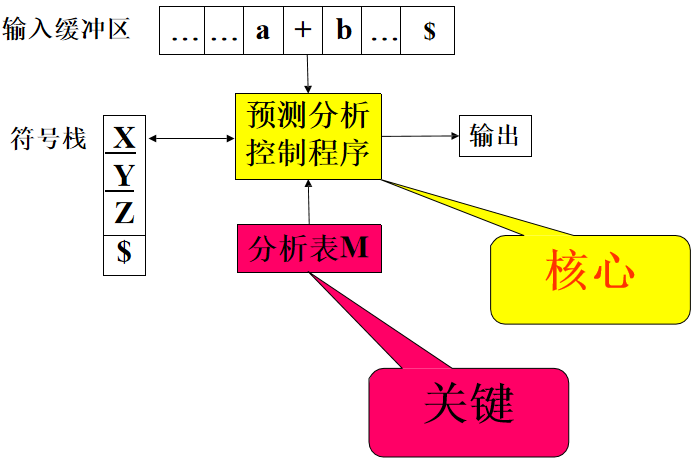 输入缓冲区 … … a + b … $
预测分析
控制程序
符号栈
X
Y
Z
$
输出
分析表M
核心
关键